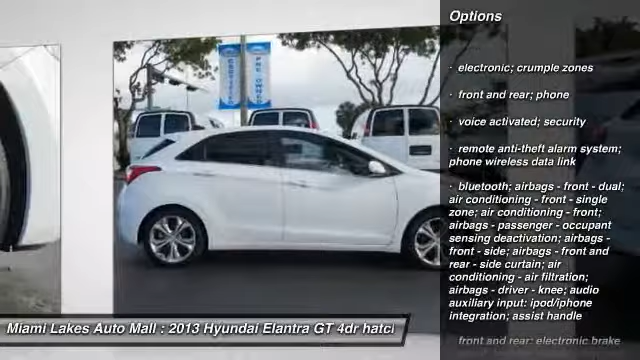 Options
· electronic; crumple zones
· front and rear; phone
· voice activated; security
· remote anti-theft alarm system;
phone wireless data link
· bluetooth; airbags - front - dual;
air conditioning - front - single
zone; air conditioning - front;
airbags - passenger - occupant
sensing deactivation; airbags -
front - side; airbags - front and
rear - side curtain; air
conditioning - air filtration;
airbags - driver - knee; audio
auxiliary input: ipod/iphone
integration; assist handle
front and rear: electronic brake
CERTIFIED
PRE OWNED
Miami Lakes Auto Mall : 2013 Hyundai Elantra GT 4dr hatcl